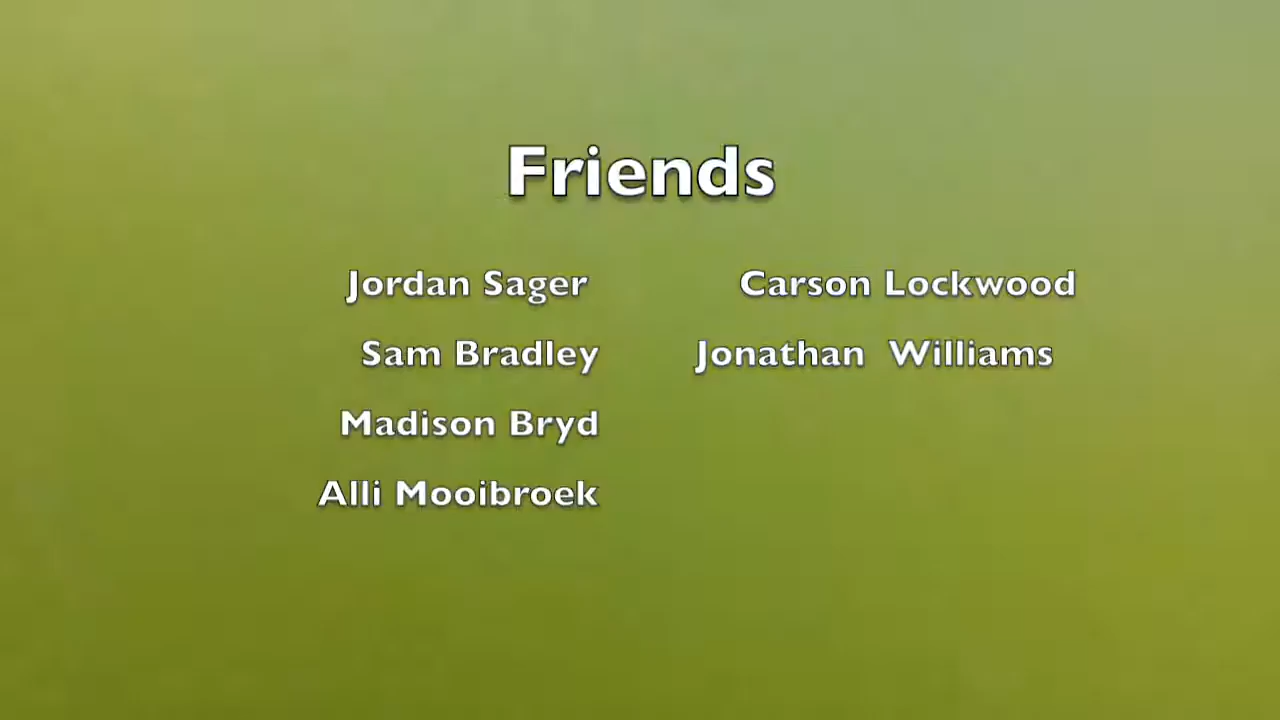 Friends
Jordan Sager Carson Lockwood
Sam Bradley Jonathan Williams
Madison Bryd
Alli Mooibroek